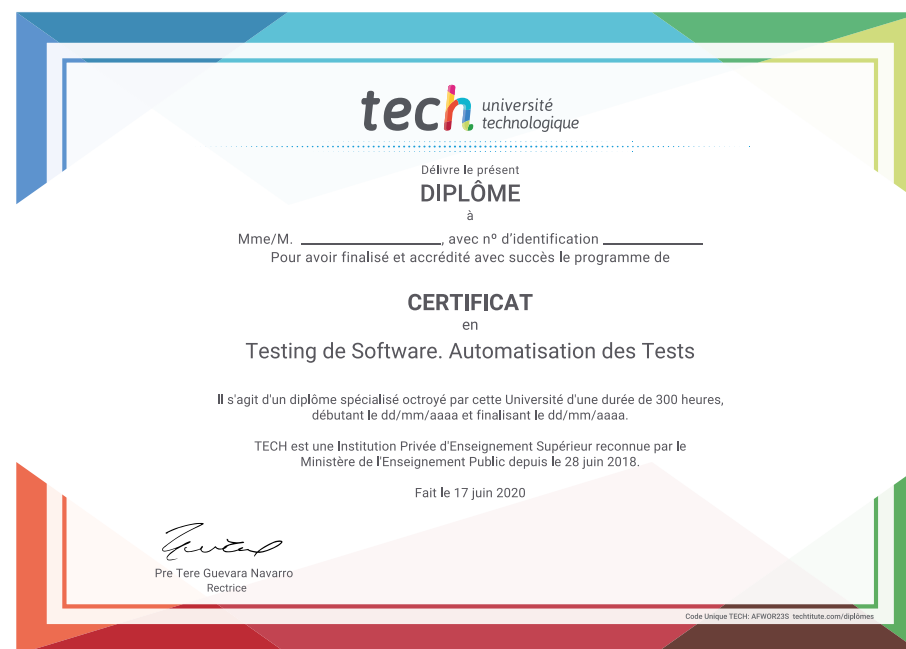 tech université
technologique
Délivre le présent
DIPLÔME
à
Mme/M. ____________________, avec nº d'identification ______________
Pour avoir finalisé et accrédité avec succès le programme de
CERTIFICAT
en
Testing de Software. Automatisation des Tests
Il s'agit d'un diplôme spécialisé octroyé par cette Université d'une durée de 300 heures,
débutant le dd/mm/aaaa et finalisant le dd/mm/aaaa.
TECH est une Institution Privée d'Enseignement Supérieur reconnue par le
Ministère de l'Enseignement Public depuis le 28 juin 2018.
Fait le 17 juin 2020
Pre Tere Guevara Navarro
Rectrice
Code Unique TECH: AFWOR23S techtitute.com/diplômes